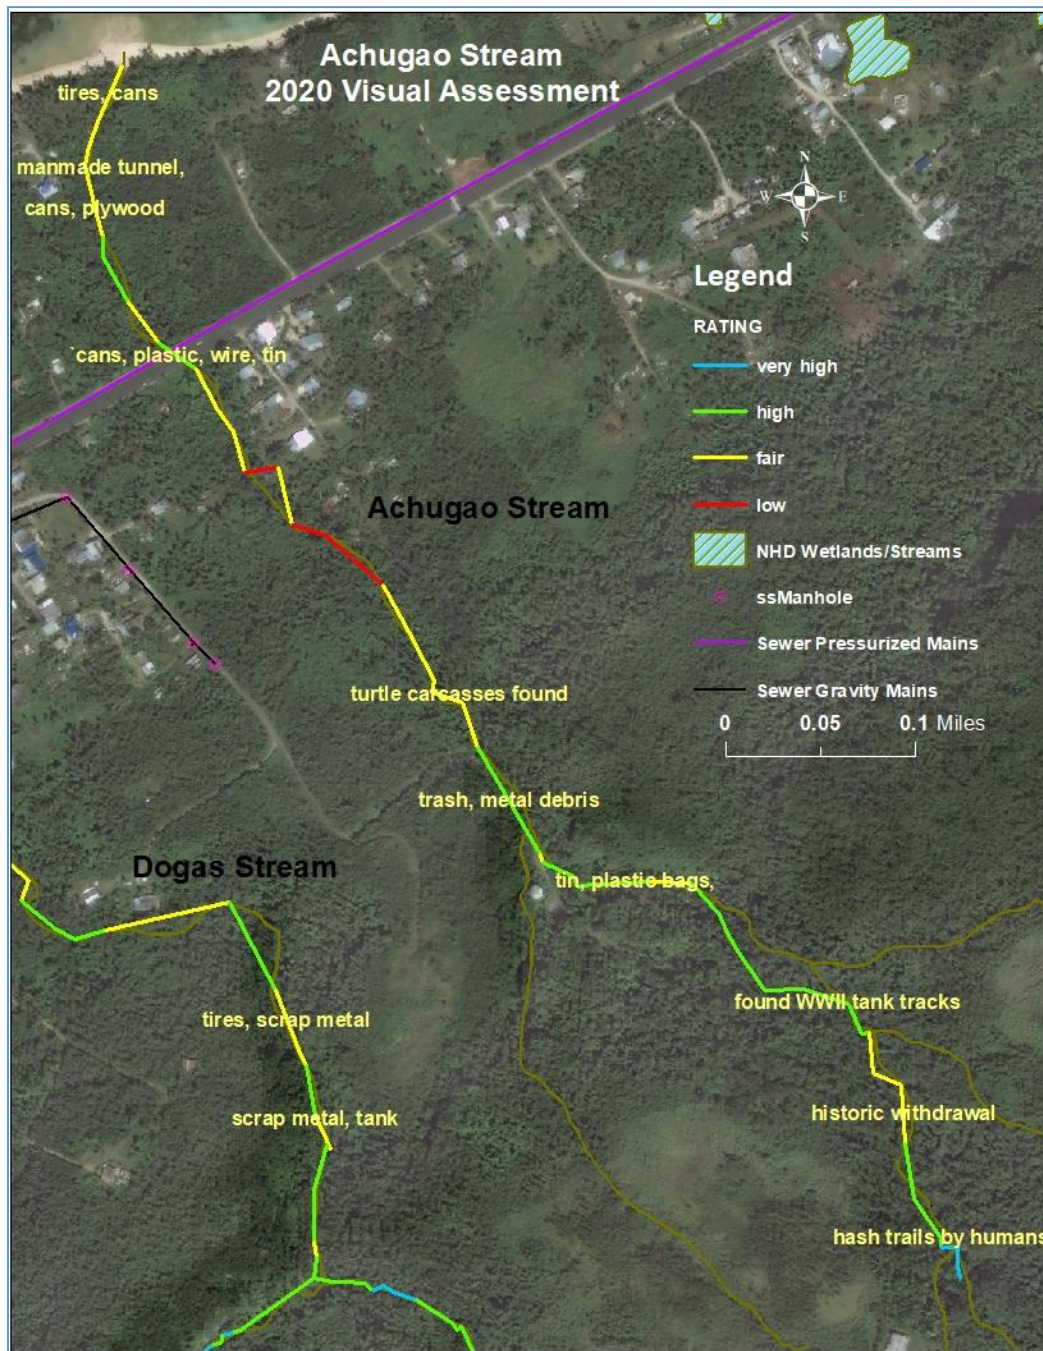 Achugao Stream
2020 Visual Assessment
tires, cans
manmade tunnel,
cans, plywood
N
W E
S
Legend
RATING
very high
high
fair
low
NHD Wetlands/Streams
ssManhole
Sewer Pressurized Mains
Sewer Gravity Mains
0 0.05 0.1 Miles
`cans, plastic, wire, tin
Achugao Stream
turtle carcasses found
trash, metal debris
Dogas Stream
tin, plastic bags,
found WWII tank tracks
tires, scrap metal
historic withdrawal
scrap metal, tank
hash trails by humans